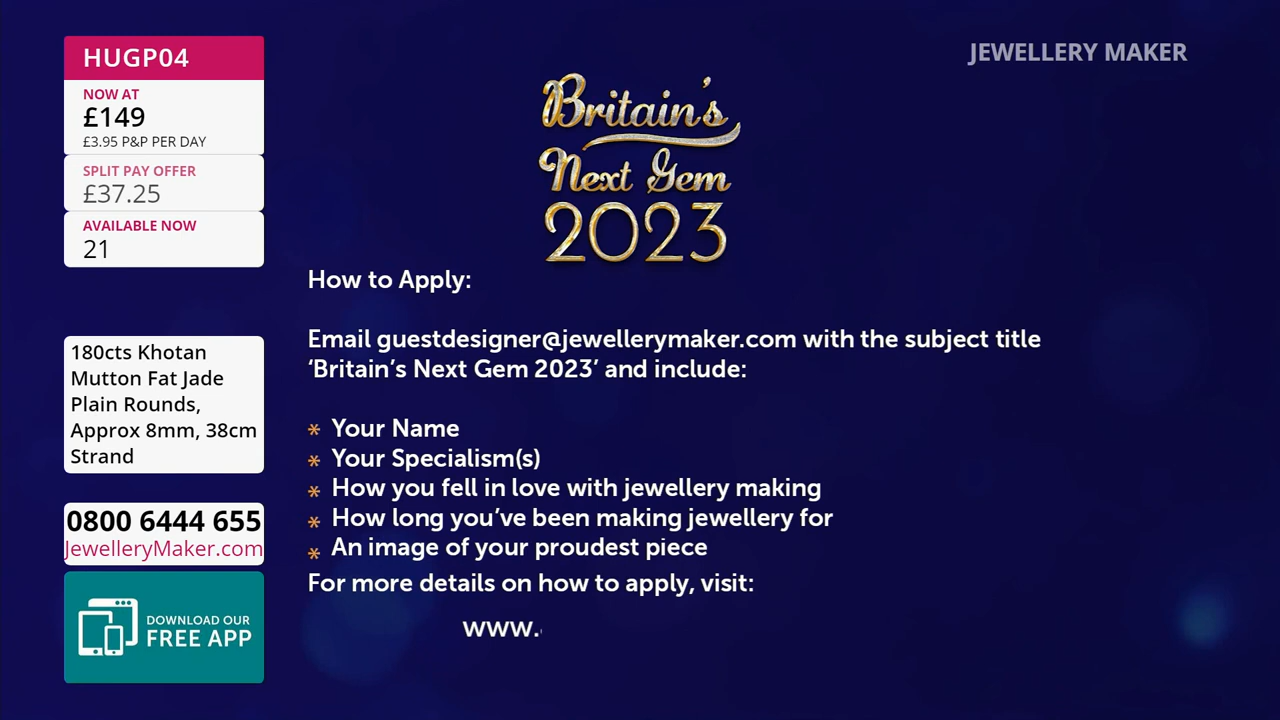 HUGP04
NOW AT
£149
£3.95 P&P PER DAY
SPLIT PAY OFFER
£37.25
AVAILABLE NOW
21
180cts Khotan
Mutton Fat Jade
Plain Rounds,
Approx 8mm, 38cm
Strand
0800 6444 655
JewelleryMaker.com
DOWNLOAD OUR
FREE APP
JEWELLERY MAKER
Britain's
Next Gem
2023
How to Apply:
Email guestdesigner@jewellerymaker.com with the subject title
‘Britain’s Next Gem 2023’ and include:
* Your Name
* Your Specialism(s)
* How you fell in love with jewellery making
* How long you’ve been making jewellery for
* An image of your proudest piece
For more details on how to apply, visit:
www.